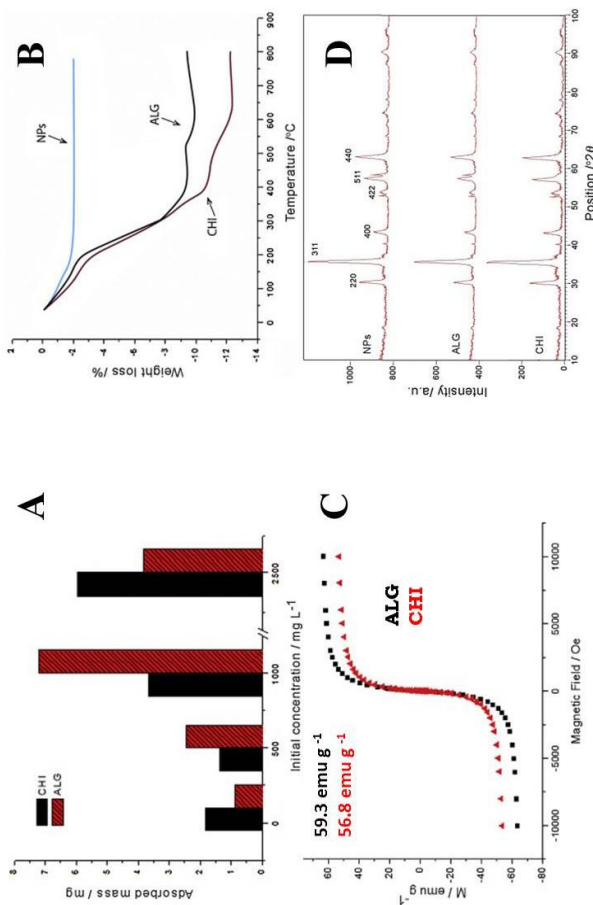 A
CHI
ALG
8
7
6
5
4
3
2
1
0
Adsorbed mass / mg
0 500 1000 2500
Initial concentration / mg L⁻¹
B
2
0
-2
-4
-6
-8
-10
-12
-14
Weight loss /%
NPs
ALG
CHI
0 100 200 300 400 500 600 700 800 900
Temperature /°C
C
59.3 emu g⁻¹
56.8 emu g⁻¹
ALG
CHI
80
60
40
20
0
-20
-40
-60
-80
M / emu g⁻¹
-10000 -5000 0 5000 10000
Magnetic Field / Oe
D
1000
800
600
400
200
0
Intensity /a.u.
NPs
220
311
400
422
511
440
ALG
CHI
10 20 30 40 50 60 70 80 90 100
Position /°2θ